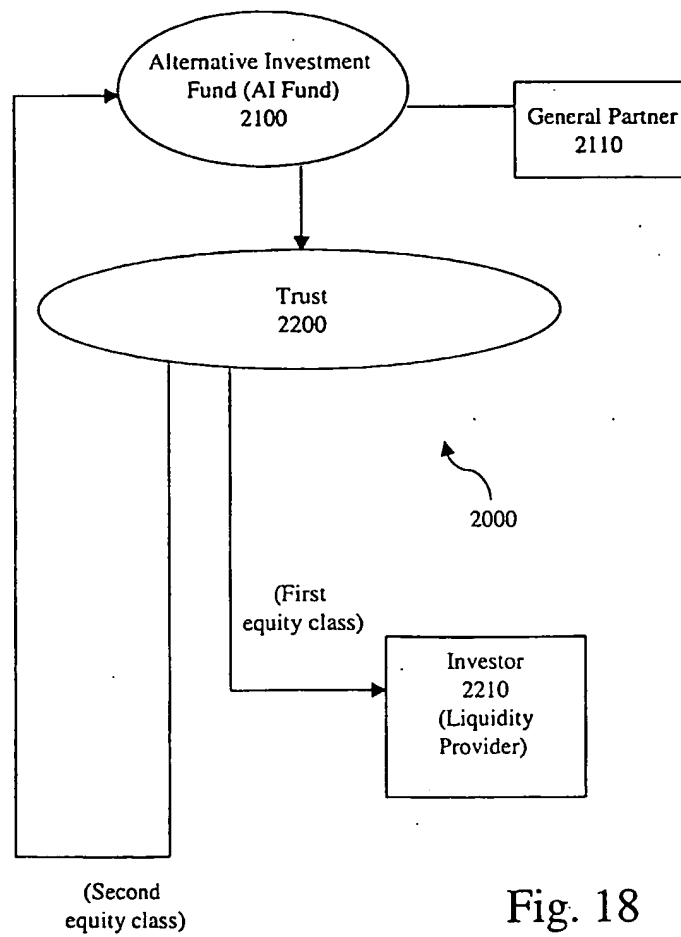 Alternative Investment
Fund (AI Fund)
2100
General Partner
2110
Trust
2200
2000
(First
equity class)
Investor
2210
(Liquidity
Provider)
(Second
equity class)
Fig. 18